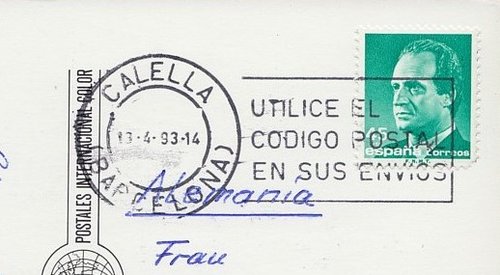 CALELLA
13-4-93-14
(BARCELONA)
UTILICE EL
CODIGO POSTAL
EN SUS ENVIOS
45
españa correos
POSTALES INTERNACIONAL COLOR
Alemania
Frau